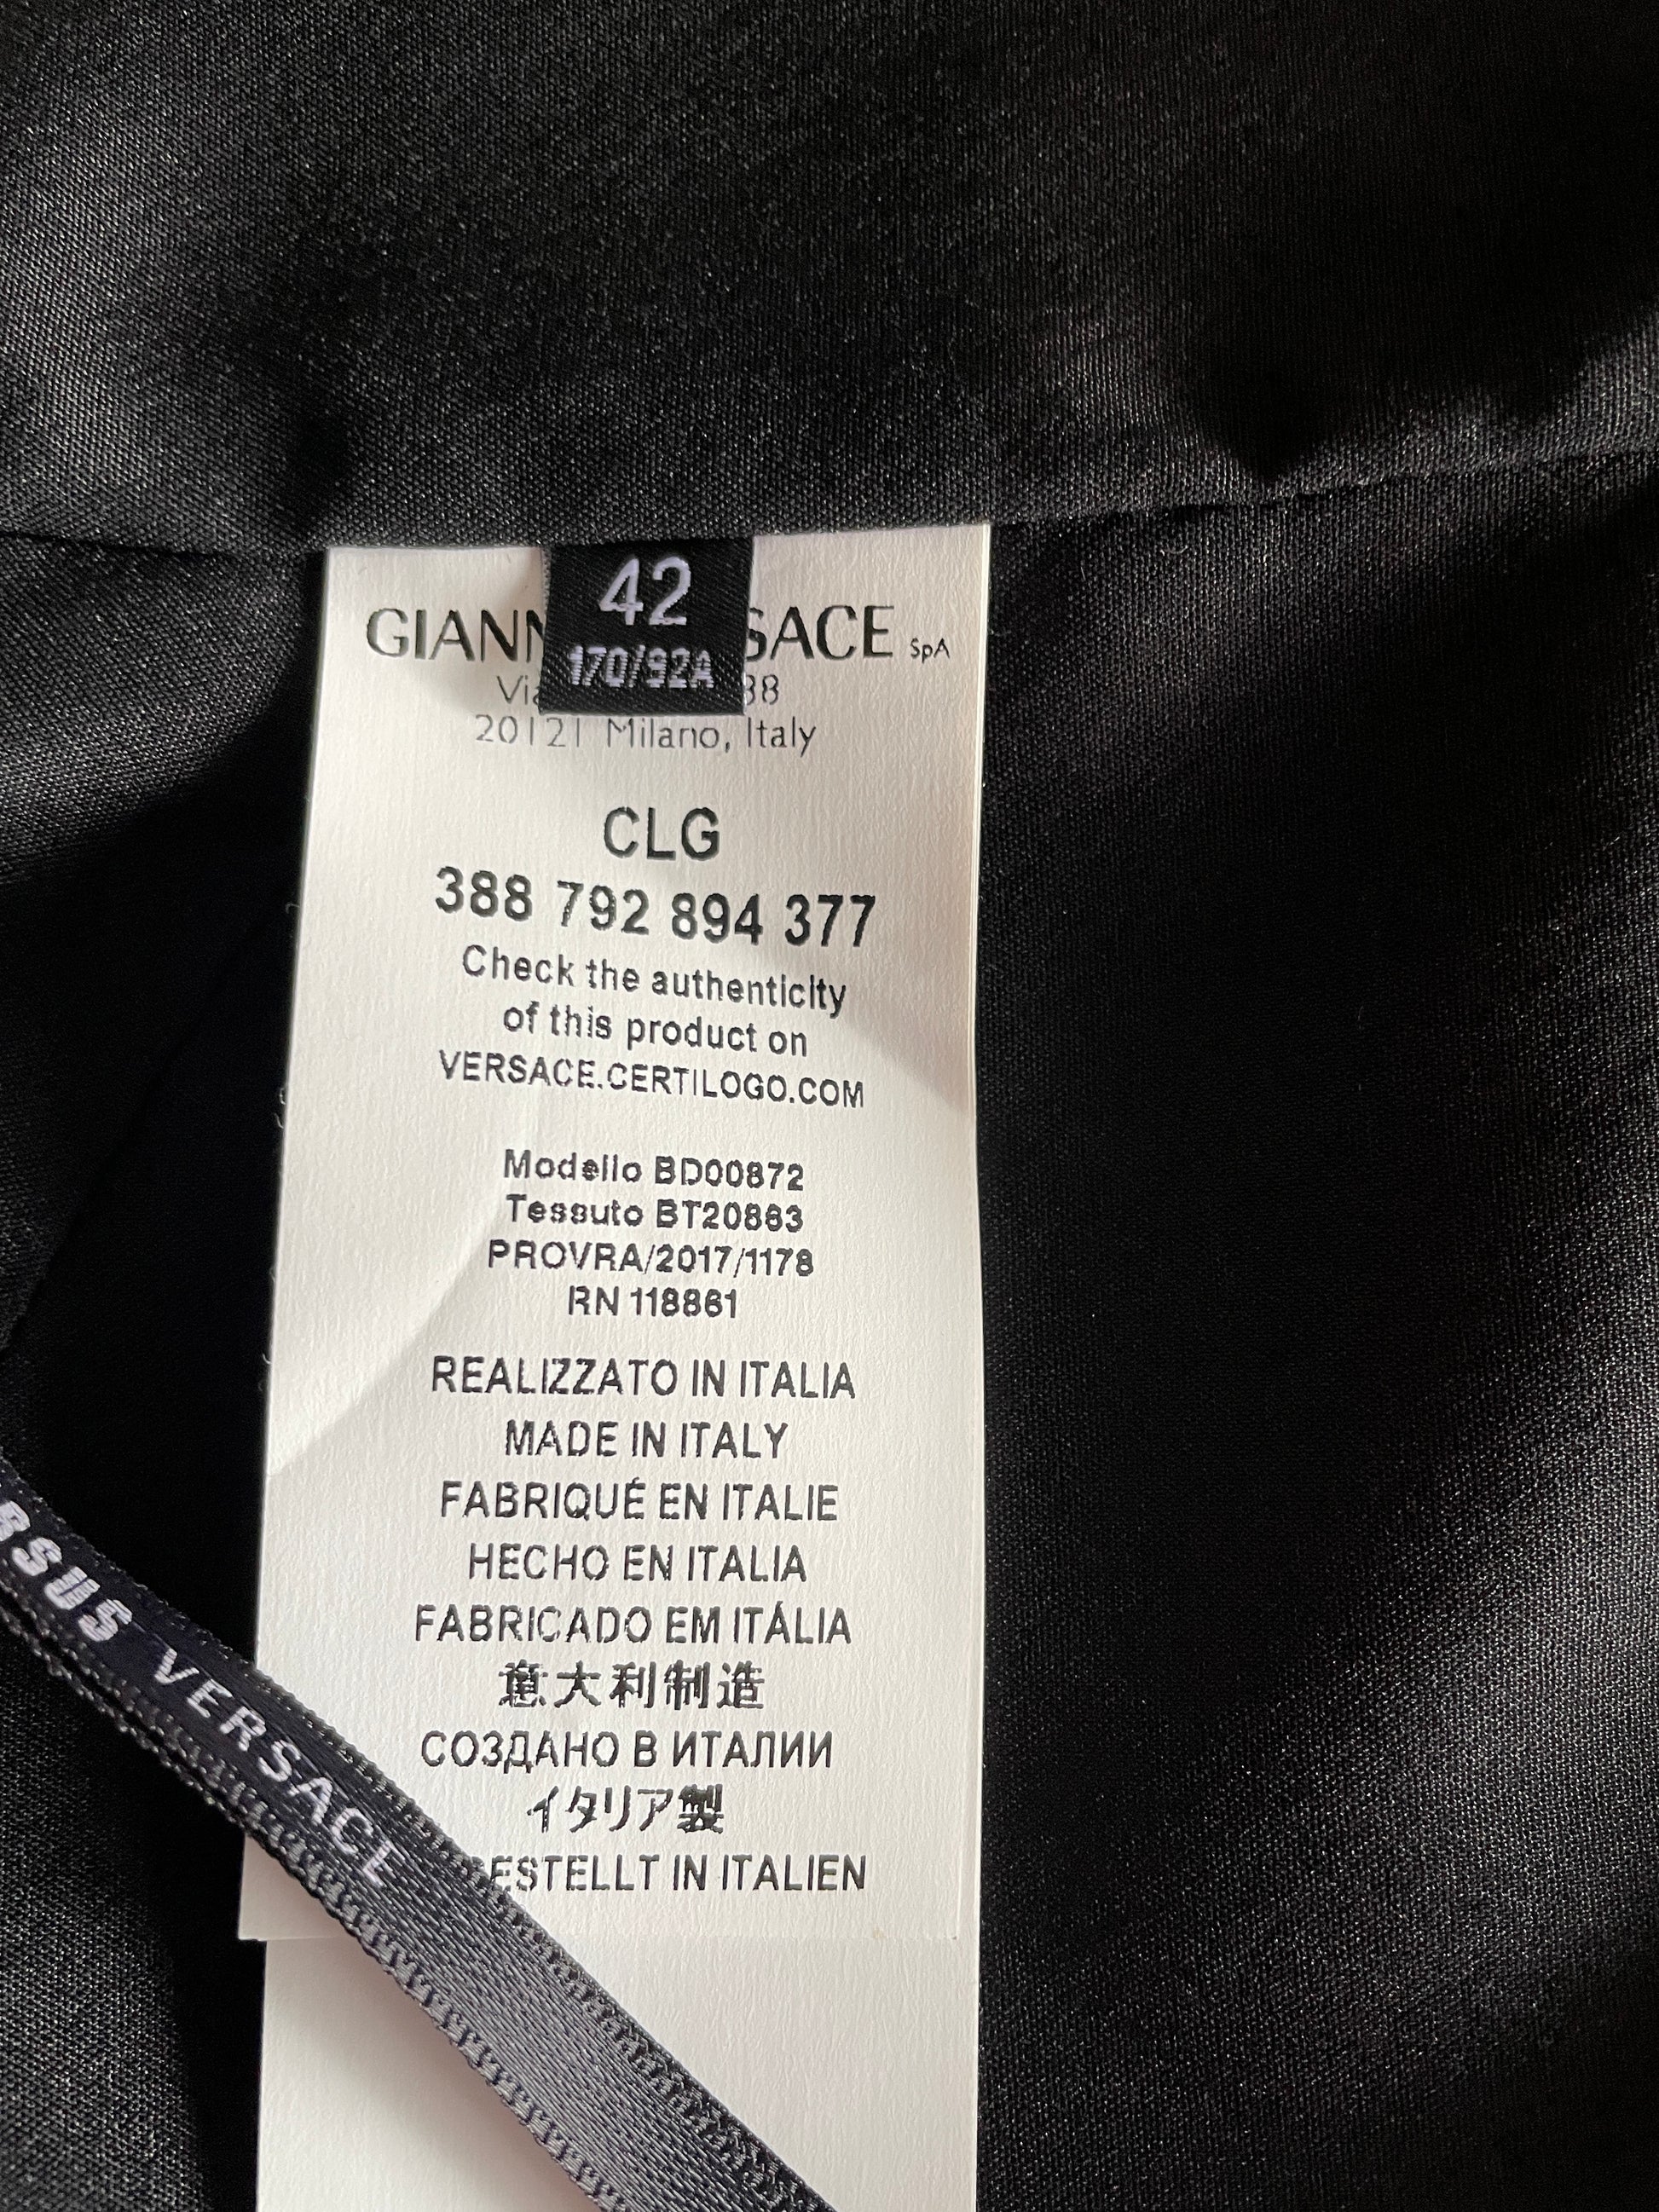 42
170/92A
GIANN SACE SpA
Via 38
20121 Milano, Italy
CLG
388 792 894 377
Check the authenticity
of this product on
VERSACE.CERTILOGO.COM
Modello BD00872
Tessuto BT20883
PROVRA/2017/1178
RN 118861
REALIZZATO IN ITALIA
MADE IN ITALY
FABRIQUÉ EN ITALIE
HECHO EN ITALIA
FABRICADO EM ITÁLIA
意大利制造
СОЗДАНО В ИТАЛИИ
イタリア製
ESTELLT IN ITALIEN
RSUS VERSACE